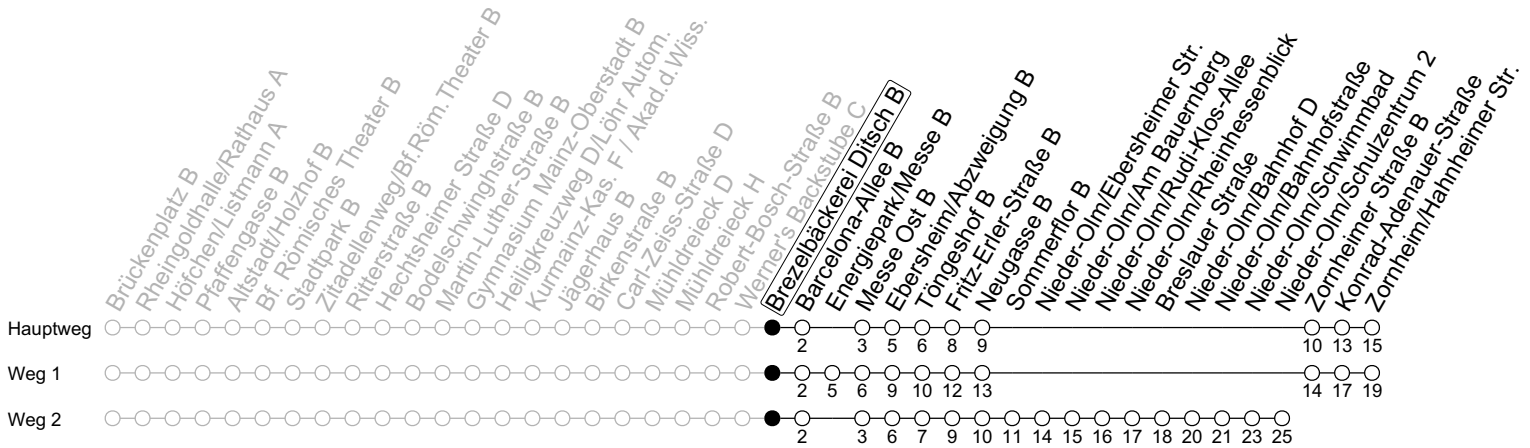 Brückenplatz B
Rheingoldhalle/Rathaus A
Höfchen/Listmann A
Pfaffengasse B
Altstadt/Holzhof B
Bf. Römisches Theater B
Stadtpark B
Zitadellenweg/Bf.Röm.Theater B
Ritterstraße B
Hechtsheimer Straße D
Bodelschwinghstraße B
Martin-Luther-Straße B
Gymnasium Mainz-Oberstadt B
Heiligkreuzweg D/Löhr Autom.
Kurmainz-Kas. F / Akad.d.Wiss.
Jägerhaus B
Birkenstraße B
Carl-Zeiss-Straße D
Mühldreieck D
Mühldreieck H
Robert-Bosch-Straße B
Werner's Backstube C
Brezelbäckerei Ditsch B
Barcelona-Allee B
Energiepark/Messe B
Messe Ost B
Ebersheim/Abzweigung B
Töngeshof B
Fritz-Erler-Straße B
Neugasse B
Sommerflor B
Nieder-Olm/Ebersheimer Str.
Nieder-Olm/Am Bauernberg
Nieder-Olm/Rudi-Klos-Allee
Nieder-Olm/Rheinhessenblick
Breslauer Straße
Nieder-Olm/Bahnhof D
Nieder-Olm/Bahnhofstraße
Nieder-Olm/Schwimmbad
Nieder-Olm/Schulzentrum 2
Zornheimer Straße B
Konrad-Adenauer-Straße
Zornheim/Hahnheimer Str.
Hauptweg
2 3 5 6 8 9 10 13 15
Weg 1
2 5 6 9 10 12 13 14 17 19
Weg 2
2 3 6 7 9 10 11 14 15 16 17 18 20 21 23 25